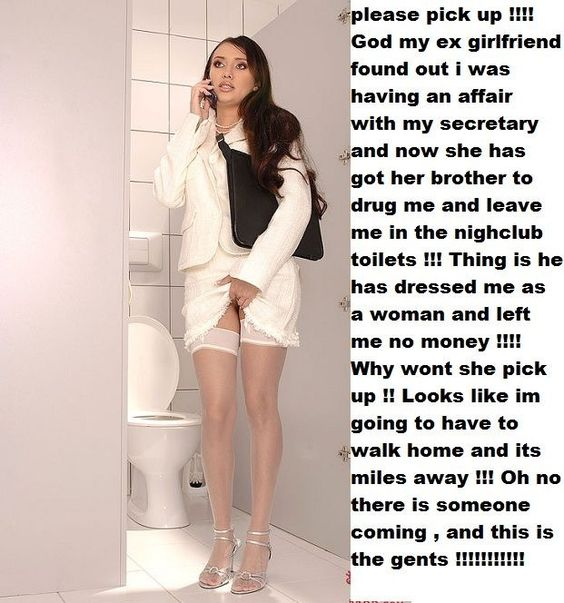 please pick up !!!!
God my ex girlfriend
found out i was
having an affair
with my secretary
and now she has
got her brother to
drug me and leave
me in the nighclub
toilets !!! Thing is he
has dressed me as
a woman and left
me no money !!!!
Why wont she pick
up !! Looks like im
going to have to
walk home and its
miles away !!! Oh no
there is someone
coming , and this is
the gents !!!!!!!!!!!